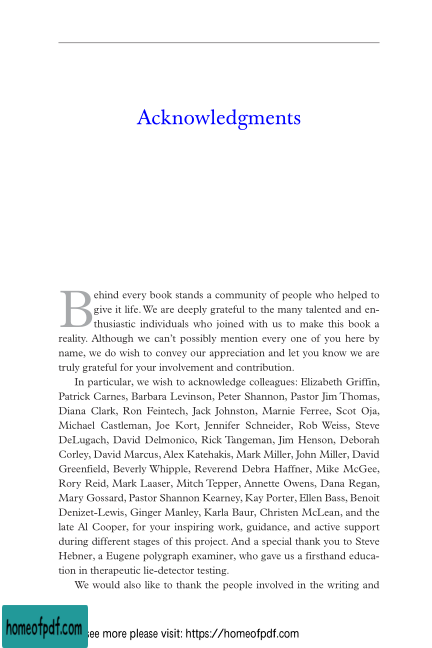 Acknowledgments
Behind every book stands a community of people who helped to
give it life. We are deeply grateful to the many talented and en-
thusiastic individuals who joined with us to make this book a
reality. Although we can't possibly mention every one of you here by
name, we do wish to convey our appreciation and let you know we are
truly grateful for your involvement and contribution.
In particular, we wish to acknowledge colleagues: Elizabeth Griffin,
Patrick Carnes, Barbara Levinson, Peter Shannon, Pastor Jim Thomas,
Diana Clark, Ron Feintech, Jack Johnston, Marnie Ferree, Scot Oja,
Michael Castleman, Joe Kort, Jennifer Schneider, Rob Weiss, Steve
DeLugach, David Delmonico, Rick Tangeman, Jim Henson, Deborah
Corley, David Marcus, Alex Katehakis, Mark Miller, John Miller, David
Greenfield, Beverly Whipple, Reverend Debra Haffner, Mike McGee,
Rory Reid, Mark Laaser, Mitch Tepper, Annette Owens, Dana Regan,
Mary Gossard, Pastor Shannon Kearney, Kay Porter, Ellen Bass, Benoit
Denizet-Lewis, Ginger Manley, Karla Baur, Christen McLean, and the
late Al Cooper, for your inspiring work, guidance, and active support
during different stages of this project. And a special thank you to Steve
Hebner, a Eugene polygraph examiner, who gave us a firsthand educa-
tion in therapeutic lie-detector testing.
We would also like to thank the people involved in the writing and
homeofpdf.com
see more please visit: https://homeofpdf.com